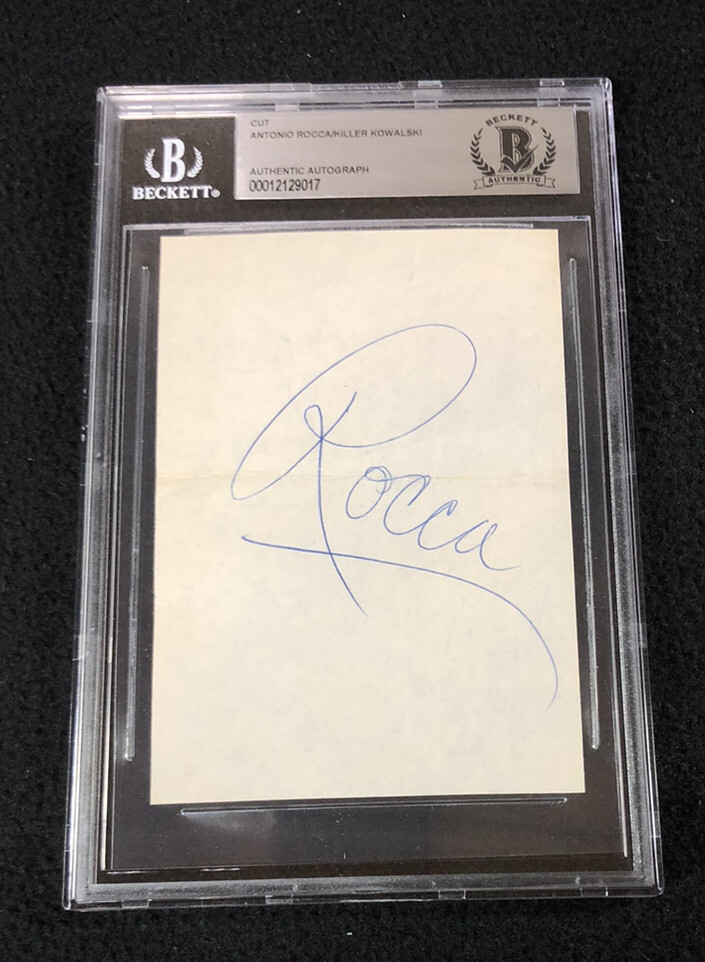 CUT
ANTONIO ROCCA/KILLER KOWALSKI
AUTHENTIC AUTOGRAPH
00012129017
B
BECKETT®
BECKETT
B
AUTHENTIC
Rocca